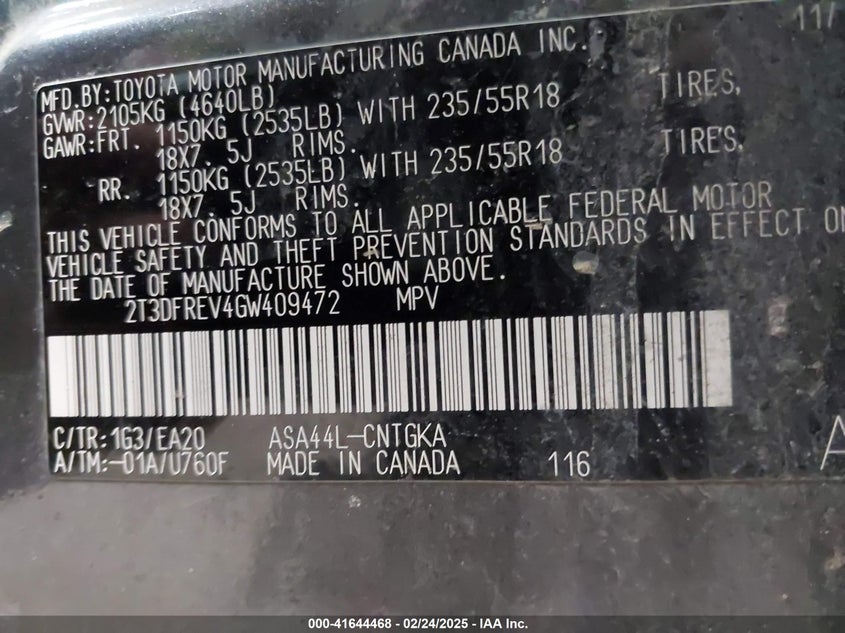 11/
MFD.BY:TOYOTA MOTOR MANUFACTURING CANADA INC.
GVWR:2105KG (4640LB)
GAWR:FRT. 1150KG (2535LB) WITH 235/55R18 TIRES,
18X7. 5J RIMS.
RR. 1150KG (2535LB) WITH 235/55R18 TIRES,
18X7. 5J RIMS.
THIS VEHICLE CONFORMS TO ALL APPLICABLE FEDERAL MOTOR
VEHICLE SAFETY AND THEFT PREVENTION STANDARDS IN EFFECT ON
THE DATE OF MANUFACTURE SHOWN ABOVE.
2T3DFREV4GW409472 MPV
C/TR:1G3/EA20 ASA44L-CNTGKA
A/TM:-01A/U760F MADE IN CANADA 116 A
000-41644468 - 02/24/2025 - IAA Inc.